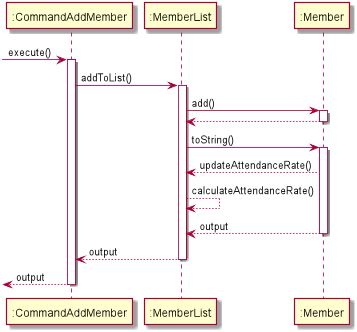 :CommandAddMember :MemberList :Member
execute()
addToList()
add()
toString()
updateAttendanceRate()
calculateAttendanceRate()
output
output
output
:CommandAddMember :MemberList :Member